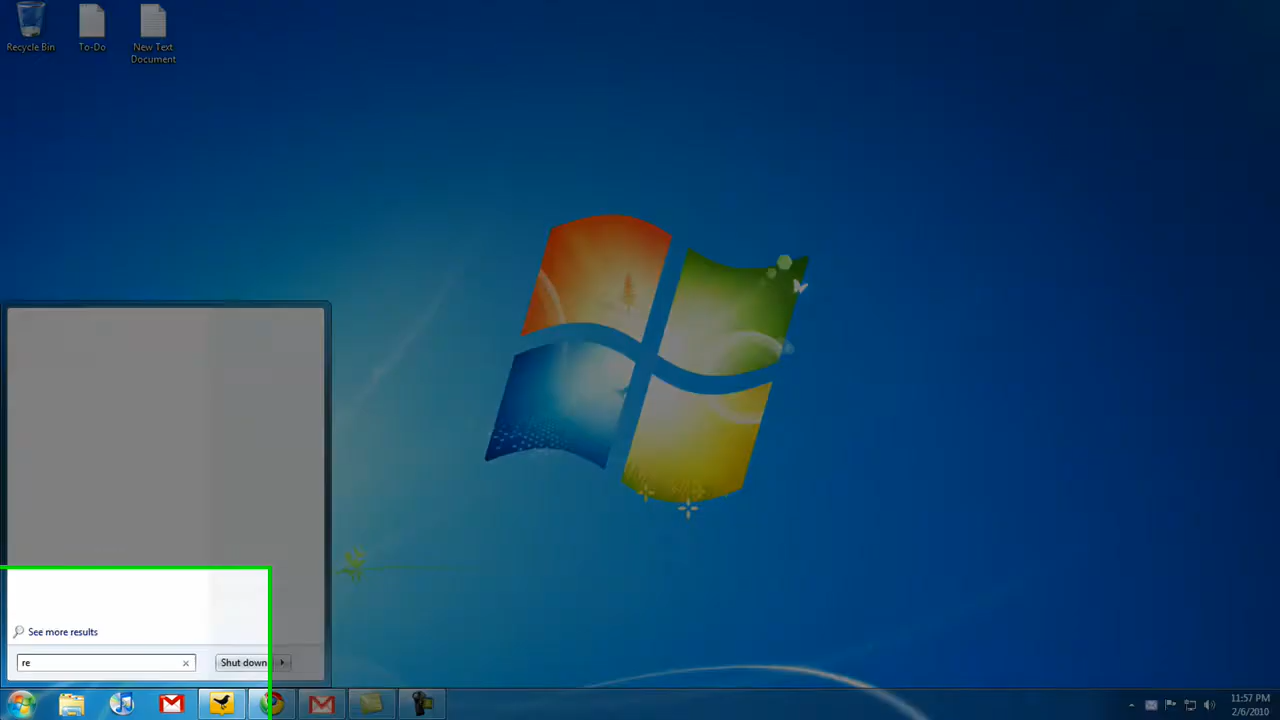 Recycle Bin
To-Do
New Text
Document
See more results
re
Shut down
11:57 PM
2/6/2010